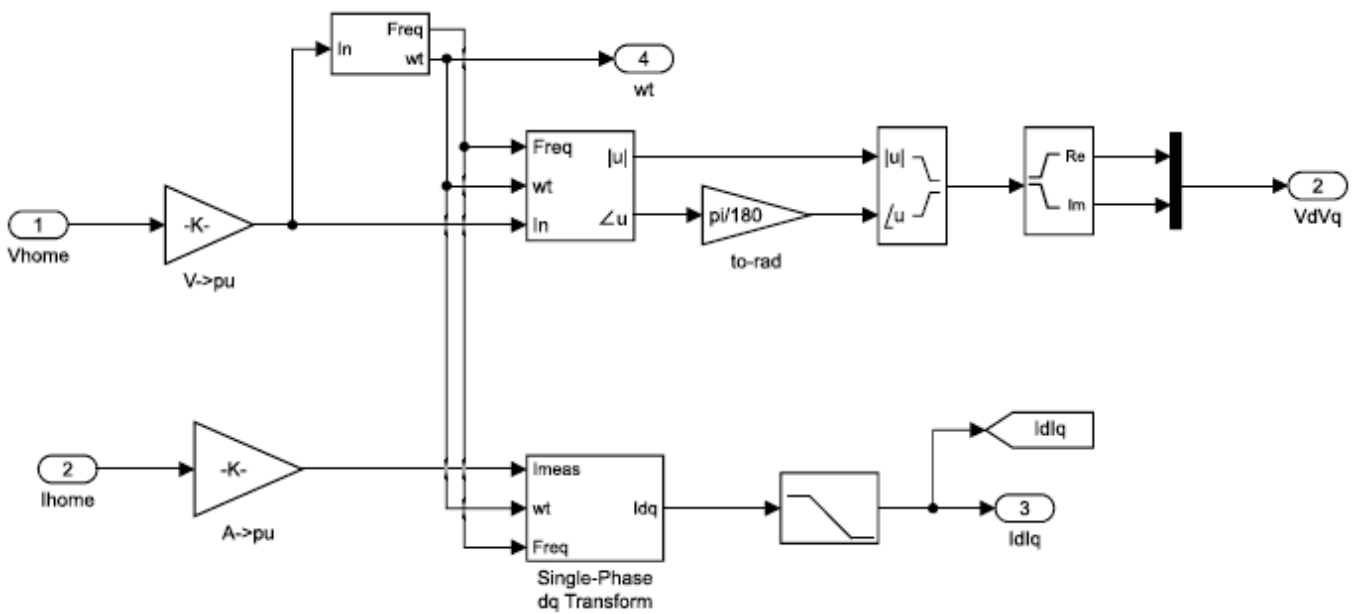 Freq
In
wt
4
wt
Freq
|u|
wt
In
∠u
pi/180
to-rad
|u|
∠u
Re
Im
2
VdVq
1
Vhome
-K-
V->pu
2
Ihome
-K-
A->pu
Imeas
wt
Idq
Freq
Single-Phase
dq Transform
IdIq
3
IdIq